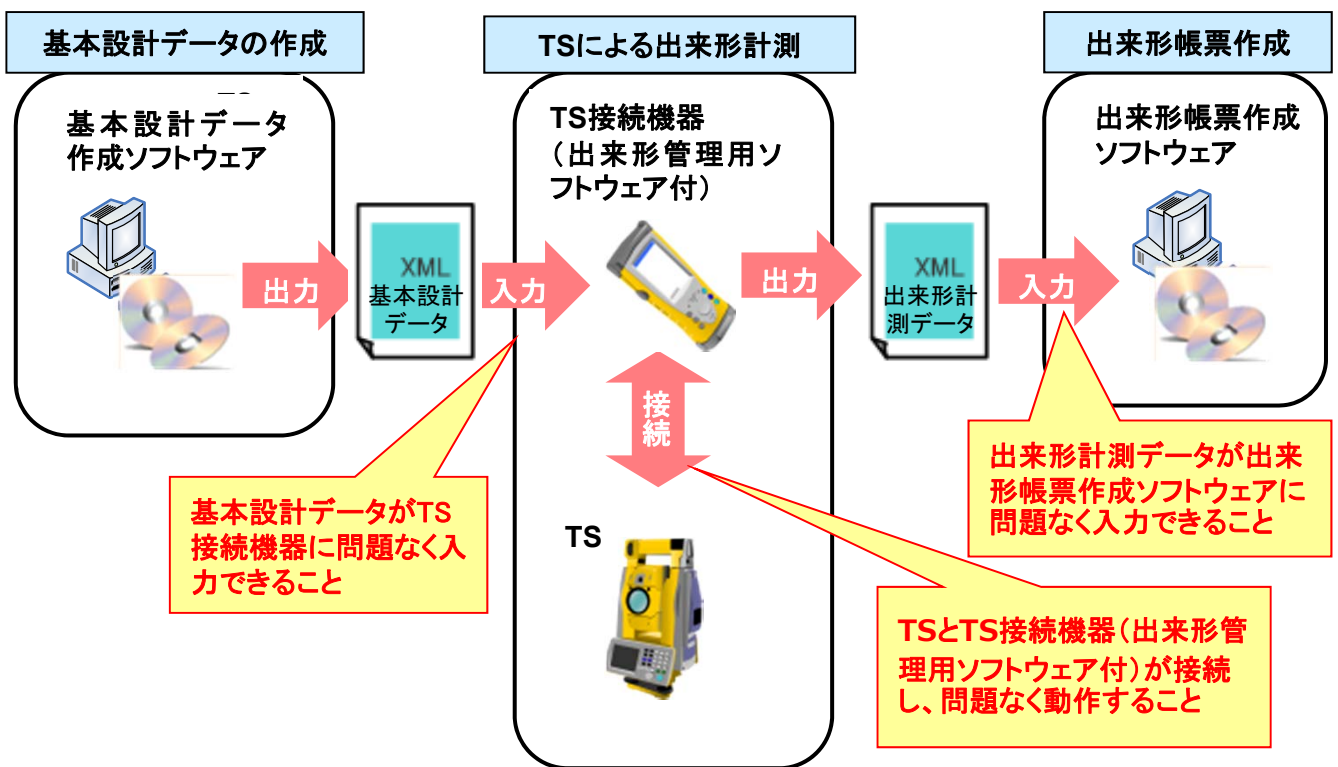 基本設計データの作成
基本設計データ
作成ソフトウェア
出力
XML
基本設計
データ
入力
TSによる出来形計測
TS接続機器
（出来形管理用ソ
フトウェア付）
接
続
TS
出力
XML
出来形計
測データ
入力
出来形帳票作成
出来形帳票作成
ソフトウェア
基本設計データがTS
接続機器に問題なく入
力できること
出来形計測データが出来
形帳票作成ソフトウェアに
問題なく入力できること
TSとTS接続機器（出来形管
理用ソフトウェア付）が接続
し、問題なく動作すること